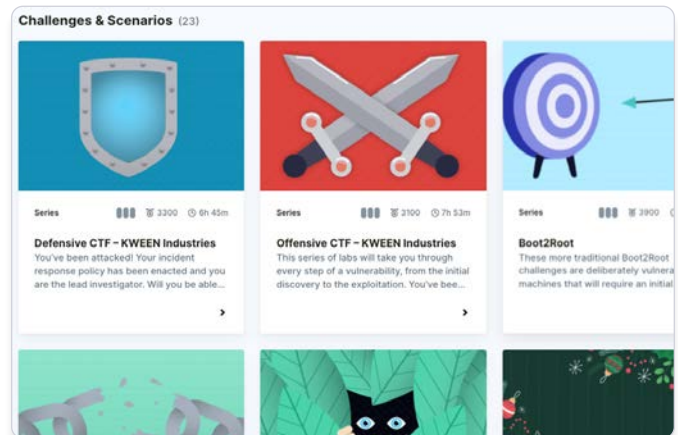 Challenges & Scenarios (23)
Series 3300 6h 45m
Defensive CTF – KWEEN Industries
You've been attacked! Your incident
response policy has been enacted and you
are the lead investigator. Will you be able...
Series 3100 7h 53m
Offensive CTF – KWEEN Industries
This series of labs will take you through
every step of a vulnerability, from the initial
discovery to the exploitation. You've bee...
Series 3900
Boot2Root
These more traditional Boot2Root
challenges are deliberately
machines that will require an initial